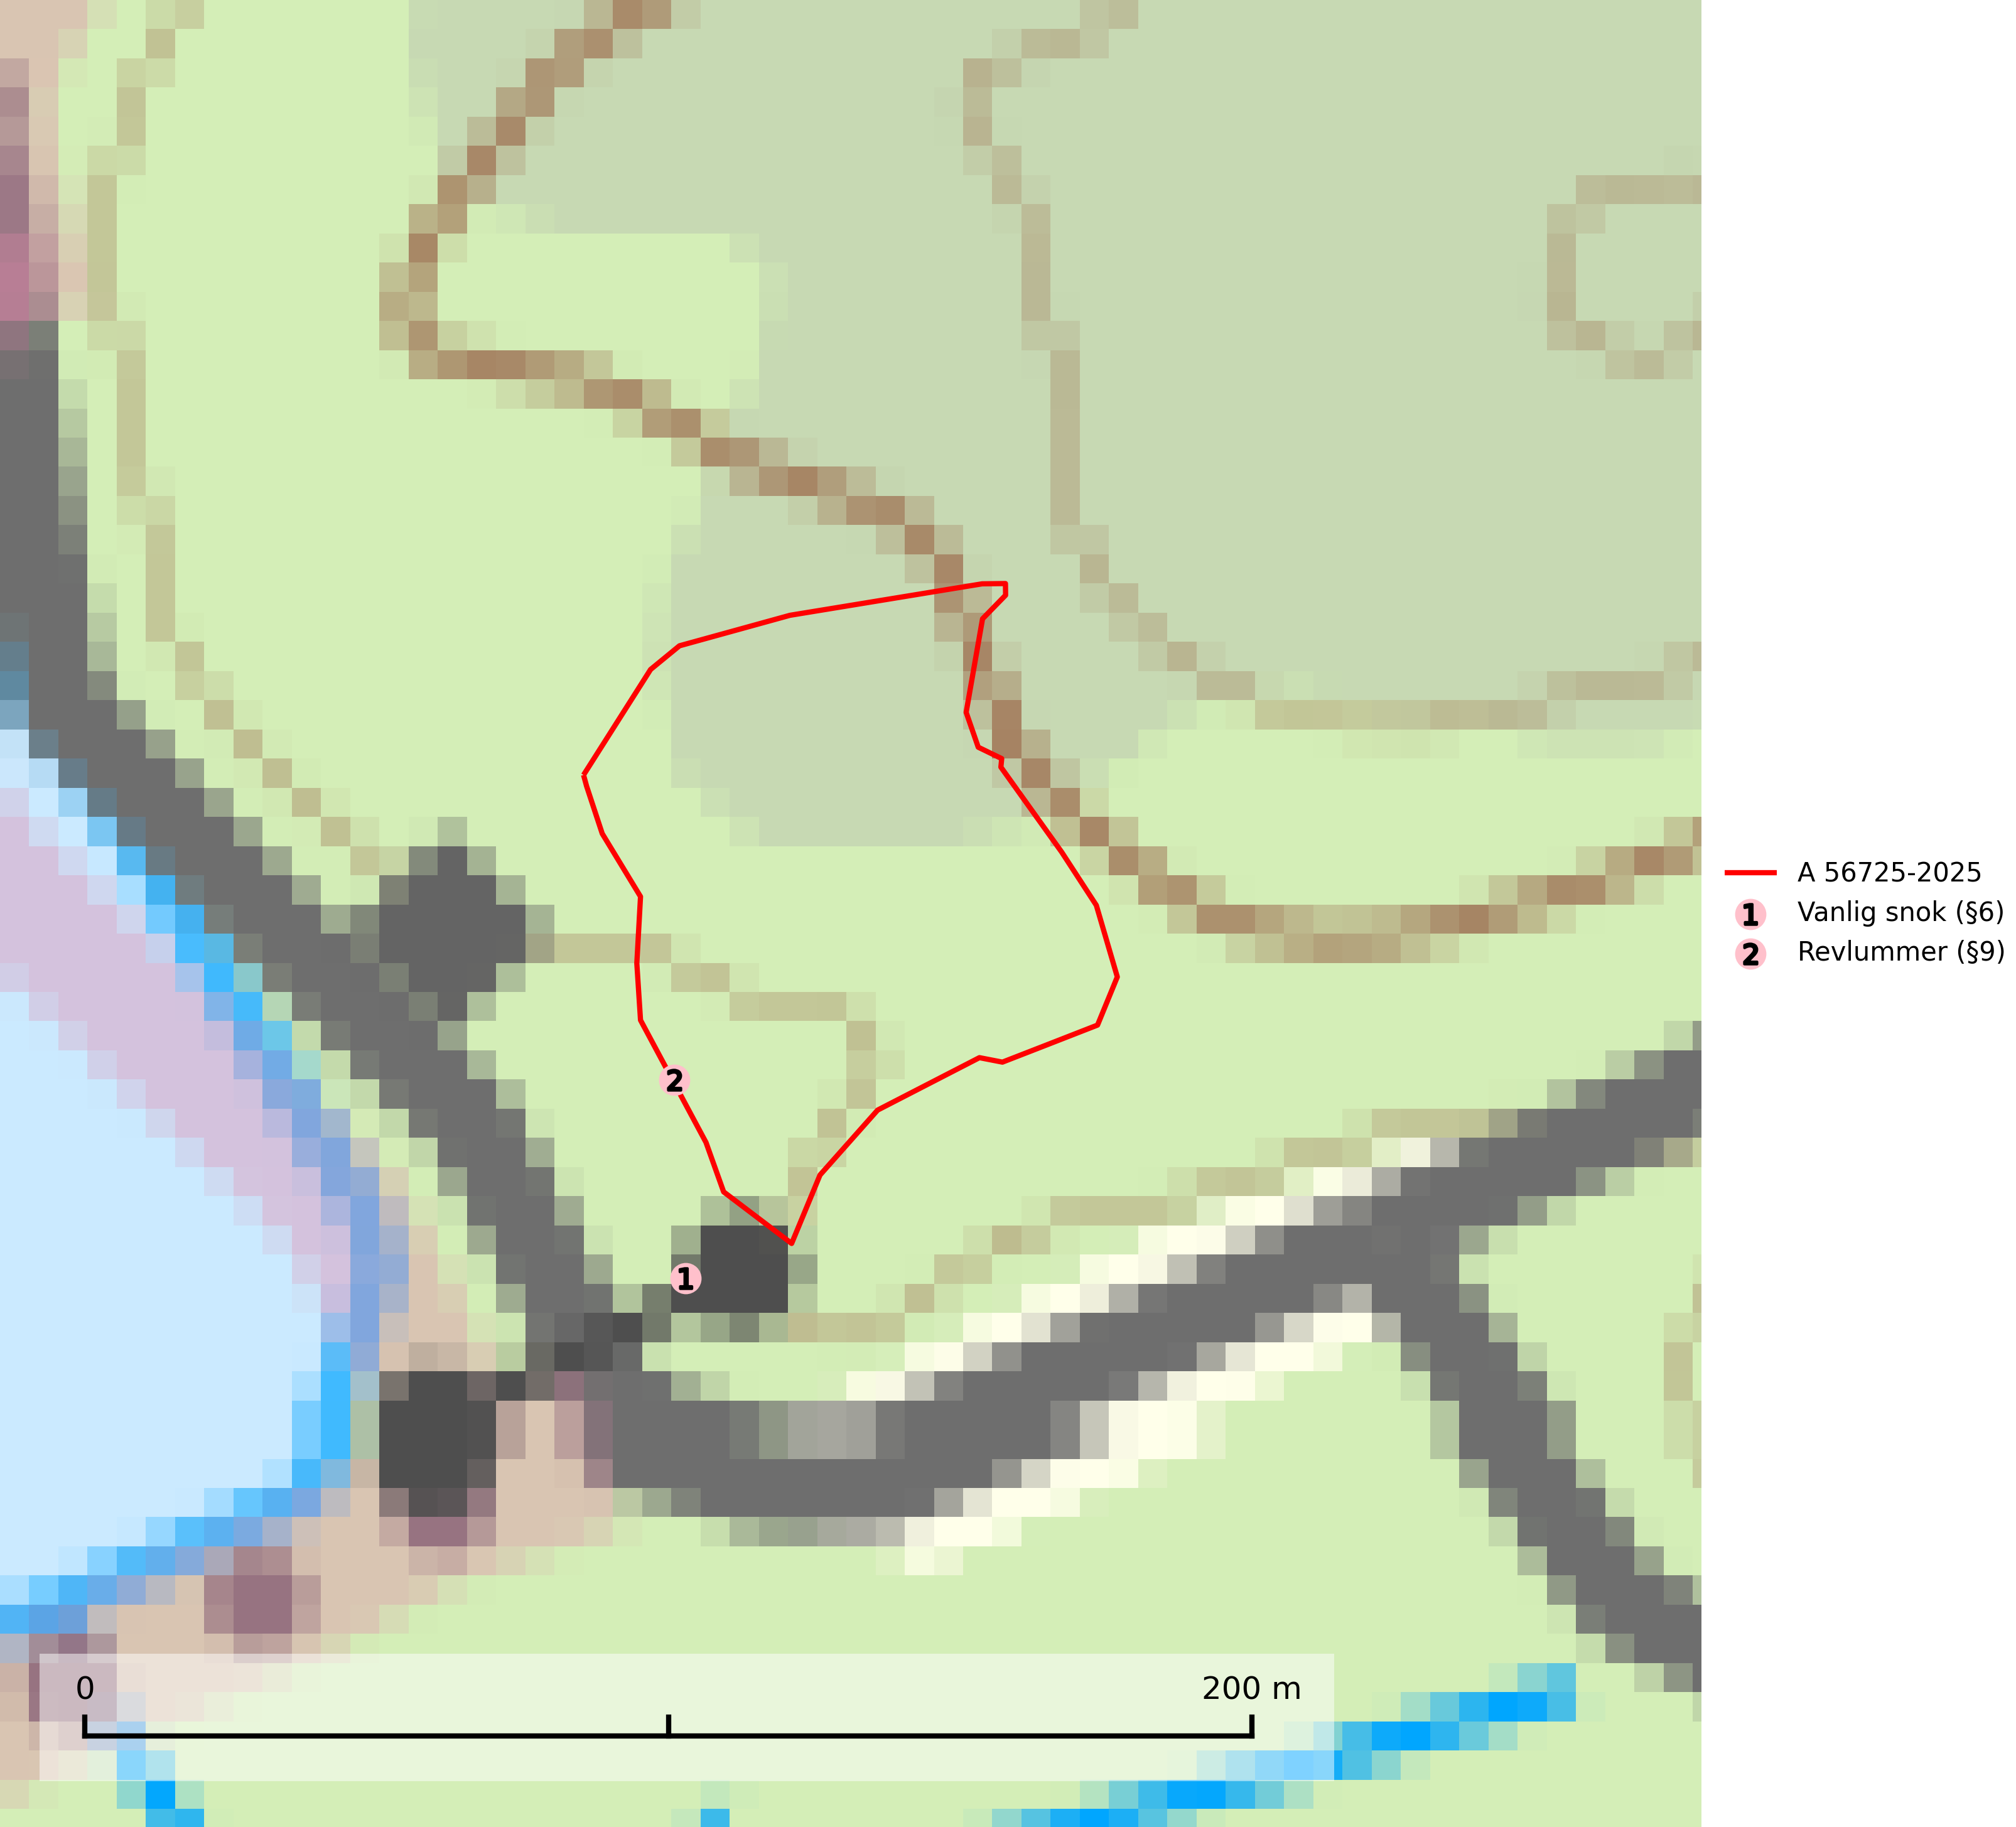 A 56725-2025
1 Vanlig snok (§6)
2 Revlummer (§9)
2
1
0 200 m